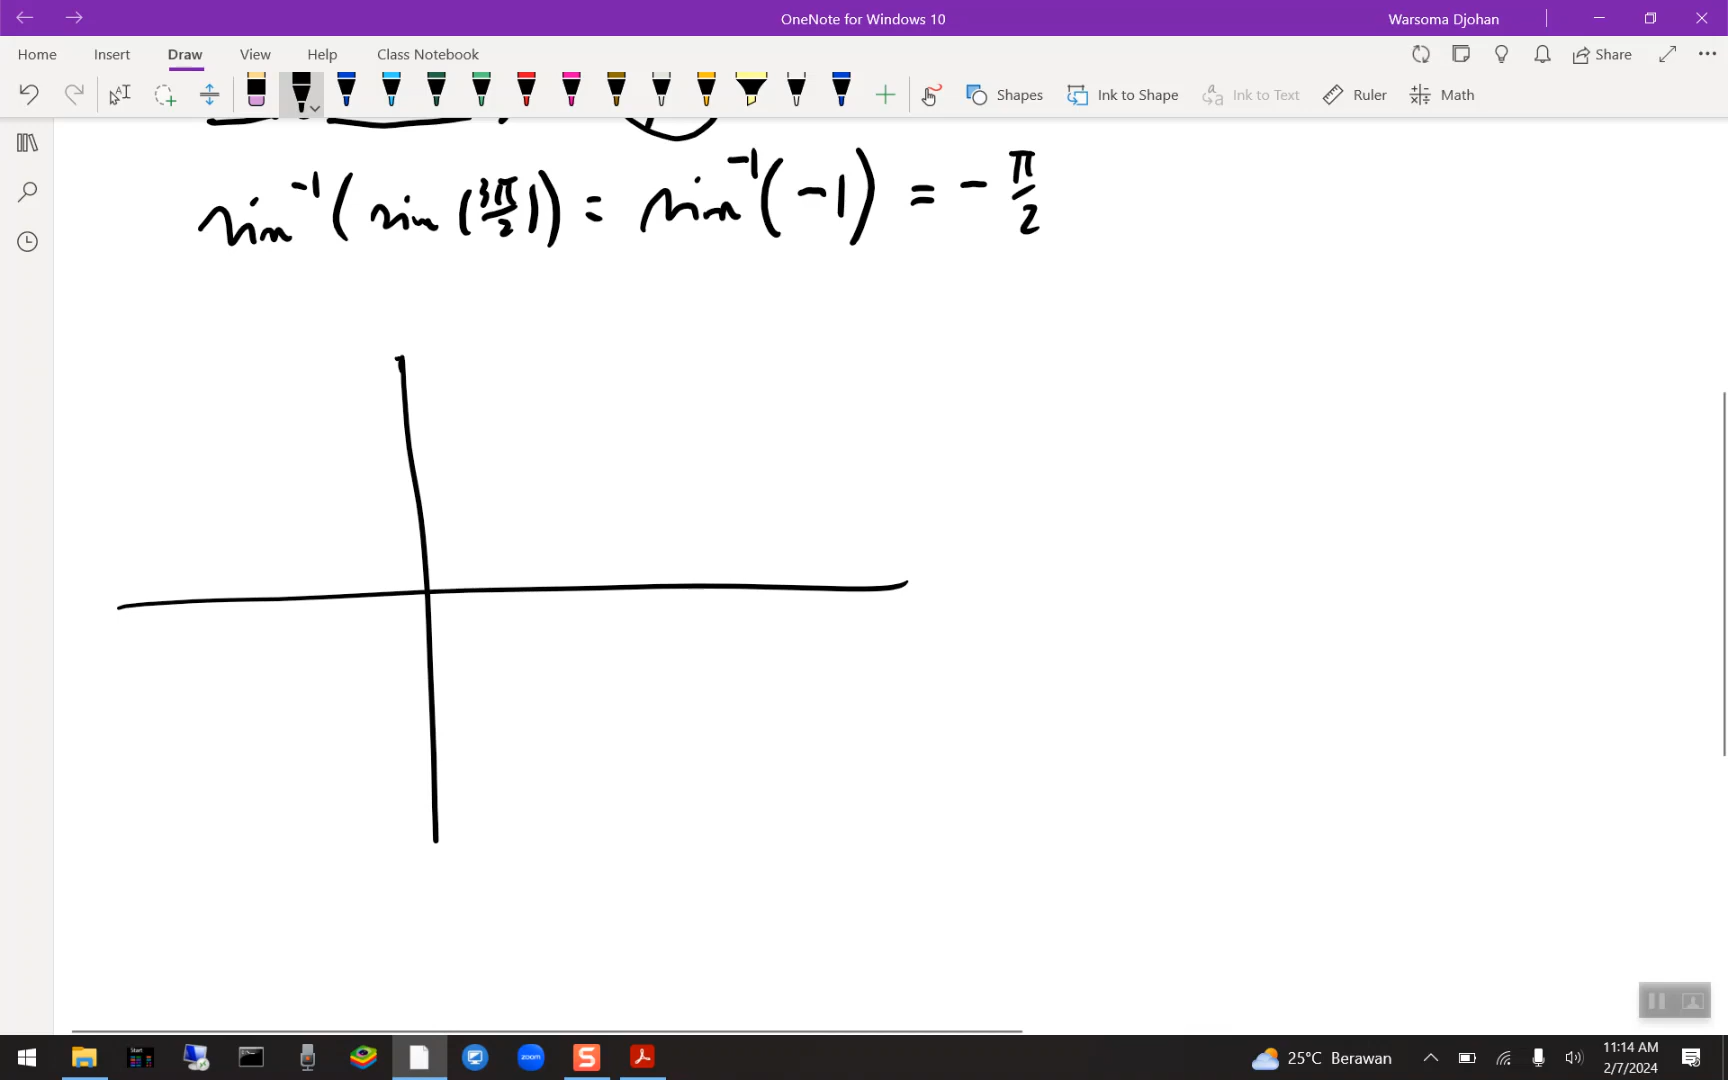 OneNote for Windows 10
Warsoma Djohan
Home Insert Draw View Help Class Notebook
Share
Shapes Ink to Shape Ink to Text Ruler Math
sin⁻¹(sin(3π/2)) = sin⁻¹(-1) = -π/2
Start
zoom
S
25°C Berawan
11:14 AM
2/7/2024